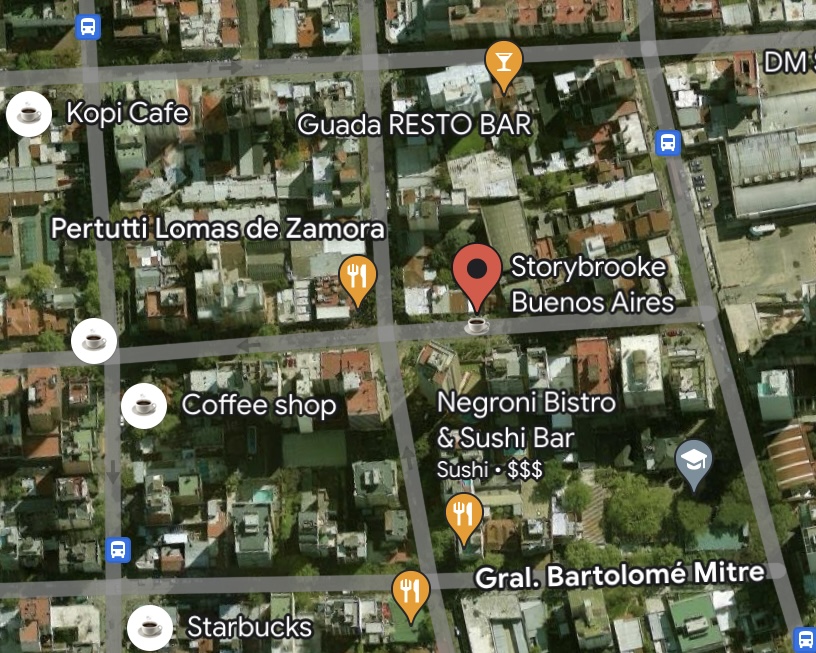 DM
Kopi Cafe
Guada RESTO BAR
Pertutti Lomas de Zamora
Storybrooke
Buenos Aires
Coffee shop
Negroni Bistro
& Sushi Bar
Sushi • $$$
Gral. Bartolomé Mitre
Starbucks